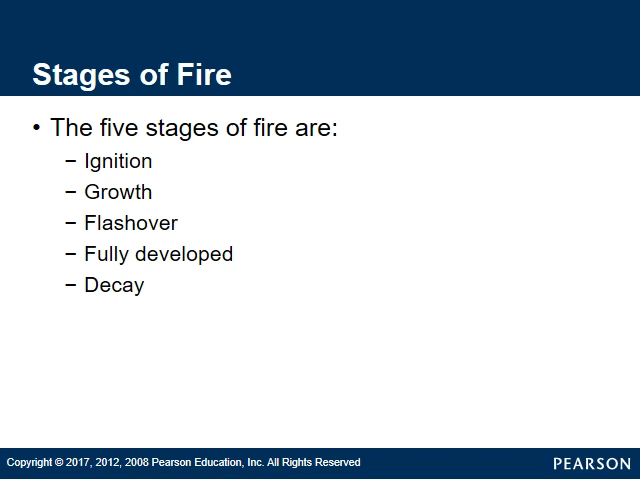 Stages of Fire
• The five stages of fire are:
– Ignition
– Growth
– Flashover
– Fully developed
– Decay
Copyright © 2017, 2012, 2008 Pearson Education, Inc. All Rights Reserved
PEARSON